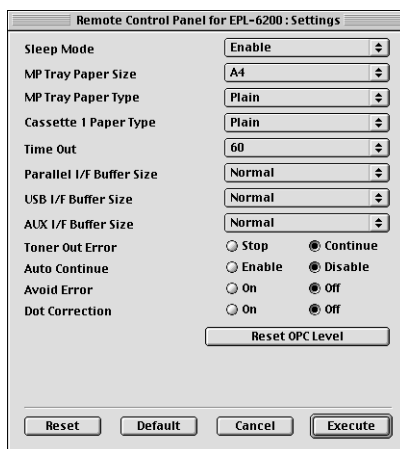 Remote Control Panel for EPL-6200 : Settings
Sleep Mode Enable
MP Tray Paper Size A4
MP Tray Paper Type Plain
Cassette 1 Paper Type Plain
Time Out 60
Parallel I/F Buffer Size Normal
USB I/F Buffer Size Normal
AUX I/F Buffer Size Normal
Toner Out Error Stop Continue
Auto Continue Enable Disable
Avoid Error On Off
Dot Correction On Off
Reset OPC Level
Reset Default Cancel Execute